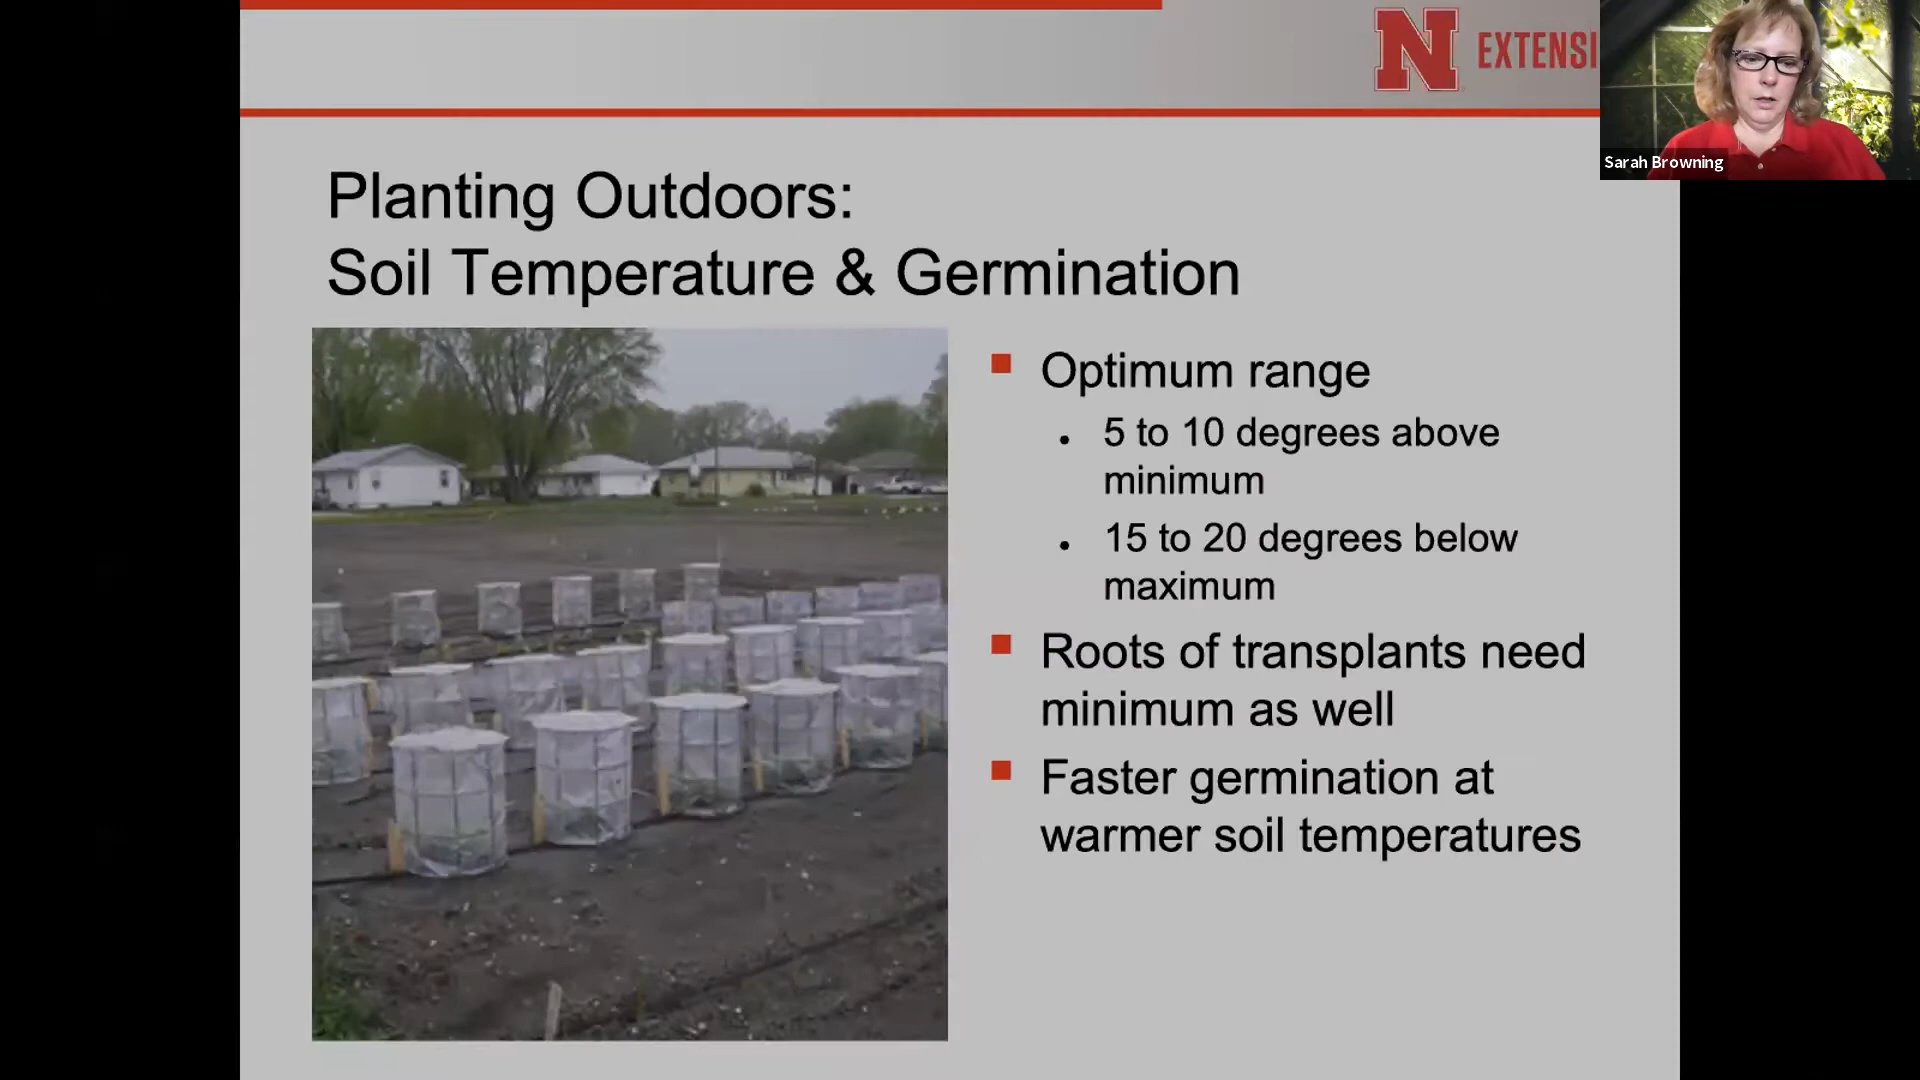 N EXTENSI
Sarah Browning
Planting Outdoors:
Soil Temperature & Germination
Optimum range
5 to 10 degrees above
minimum
15 to 20 degrees below
maximum
Roots of transplants need
minimum as well
Faster germination at
warmer soil temperatures